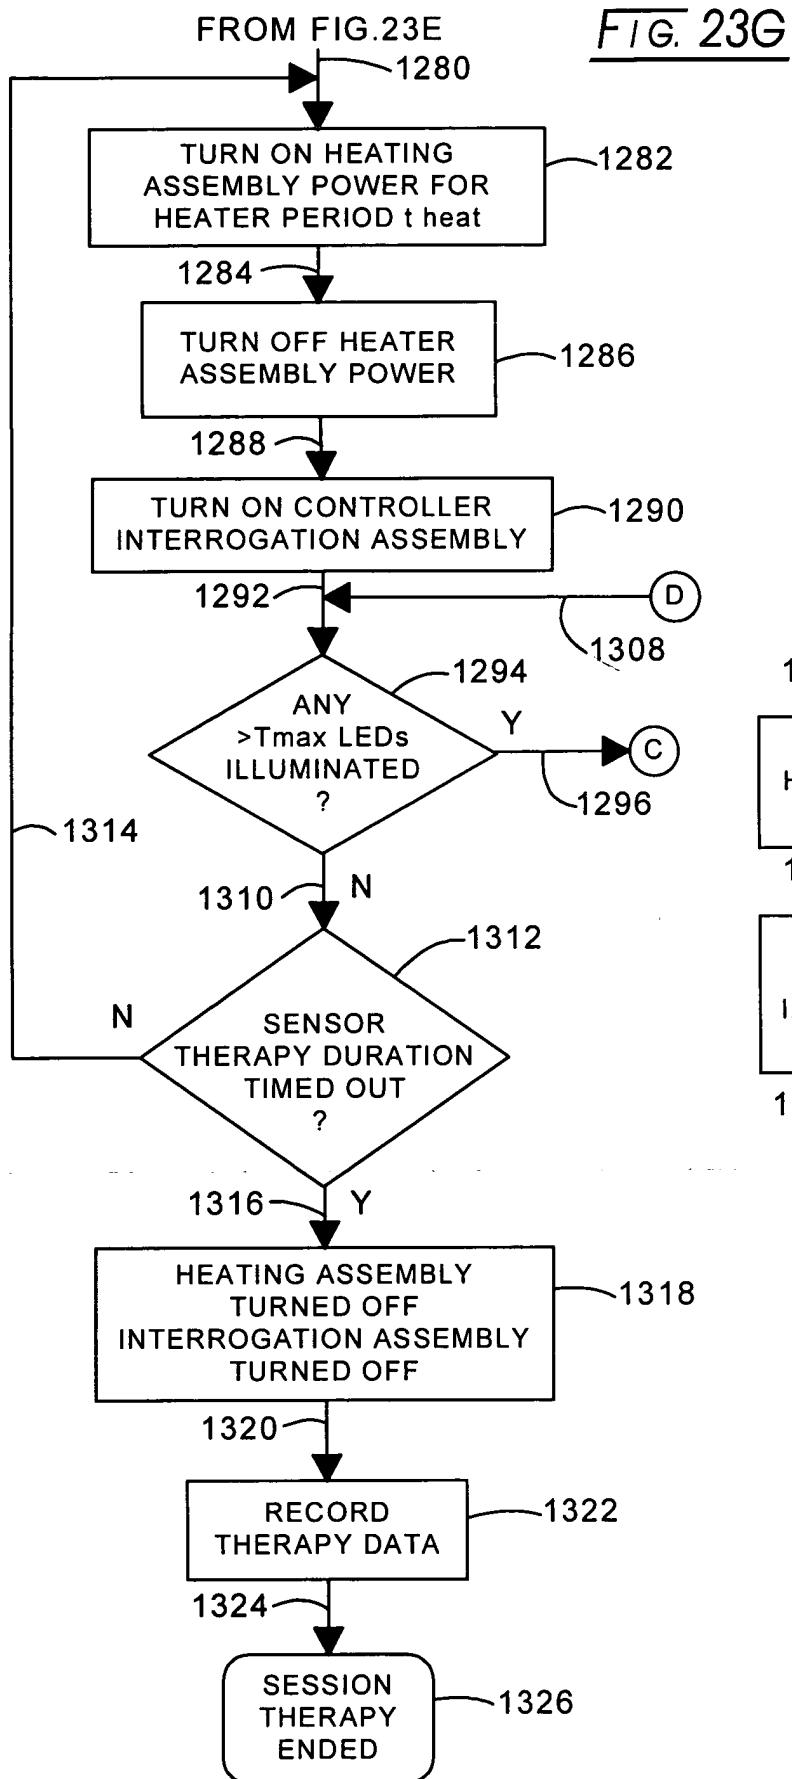 FROM FIG.23E
FIG. 23G
1280
TURN ON HEATING
ASSEMBLY POWER FOR
HEATER PERIOD t heat
1282
1284
TURN OFF HEATER
ASSEMBLY POWER
1286
1288
TURN ON CONTROLLER
INTERROGATION ASSEMBLY
1290
1292
D
1308
1294
ANY
>Tmax LEDs
ILLUMINATED
?
Y
C
1296
1314
1310
N
1312
N
SENSOR
THERAPY DURATION
TIMED OUT
?
1316
Y
HEATING ASSEMBLY
TURNED OFF
INTERROGATION ASSEMBLY
TURNED OFF
1318
1320
RECORD
THERAPY DATA
1322
1324
SESSION
THERAPY
ENDED
1326